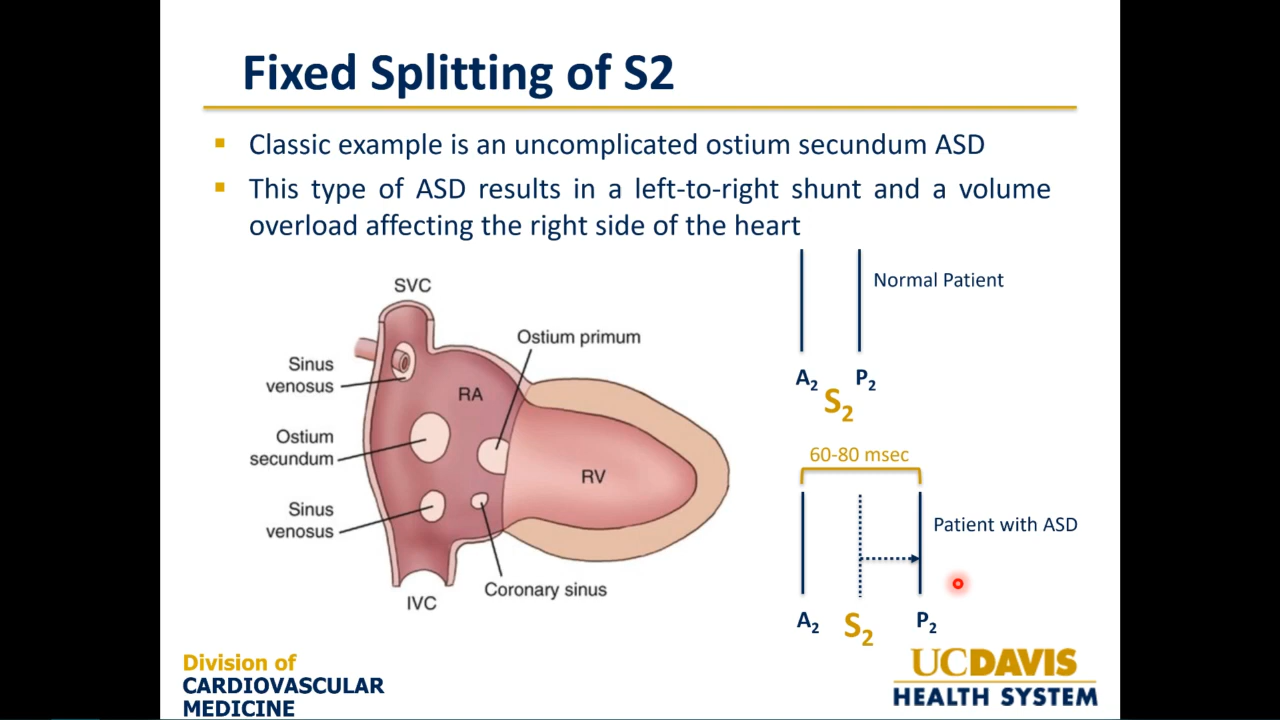 Fixed Splitting of S2
▪ Classic example is an uncomplicated ostium secundum ASD
▪ This type of ASD results in a left-to-right shunt and a volume
overload affecting the right side of the heart
SVC
Ostium primum
Sinus
venosus
RA
Ostium
secundum
RV
Sinus
venosus
Coronary sinus
IVC
Normal Patient
A₂ P₂
S₂
60-80 msec
Patient with ASD
A₂ S₂ P₂
Division of
CARDIOVASCULAR
MEDICINE
UCDAVIS
HEALTH SYSTEM